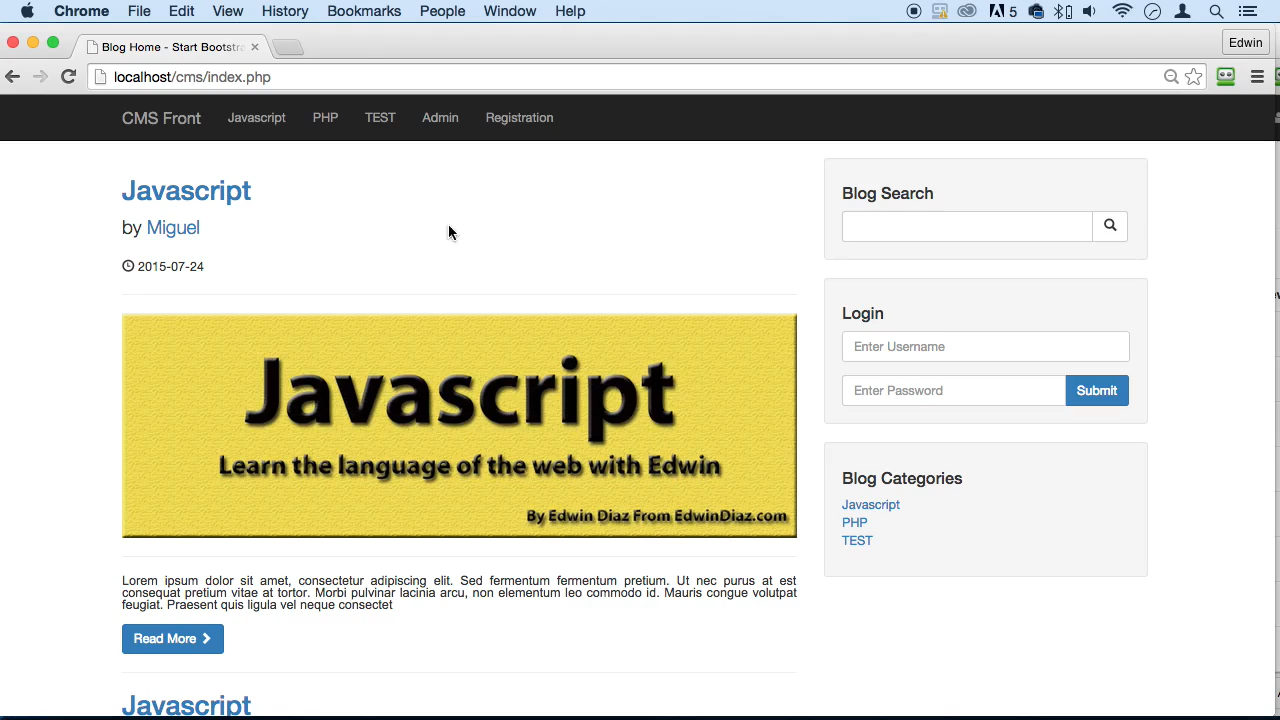 Chrome File Edit View History Bookmarks People Window Help
5
Blog Home - Start Bootstra
Edwin
localhost/cms/index.php
CMS Front Javascript PHP TEST Admin Registration
Javascript
by Miguel
2015-07-24
Javascript
Learn the language of the web with Edwin
By Edwin Diaz From EdwinDiaz.com
Lorem ipsum dolor sit amet, consectetur adipiscing elit. Sed fermentum fermentum pretium. Ut nec purus at est
consequat pretium vitae at tortor. Morbi pulvinar lacinia arcu, non elementum leo commodo id. Mauris congue volutpat
feugiat. Praesent quis ligula vel neque consectet
Read More
Javascript
Blog Search
Login
Enter Username
Enter Password
Submit
Blog Categories
Javascript
PHP
TEST